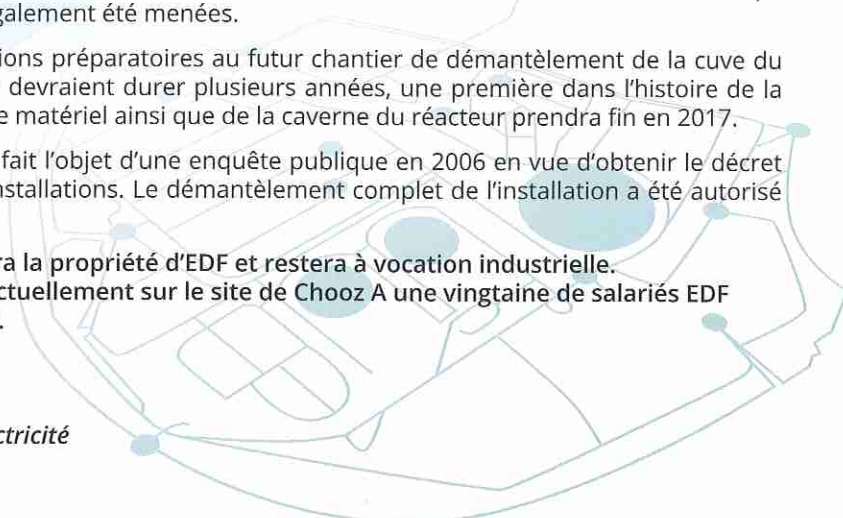 galement été menées.
ions préparatoires au futur chantier de démantèlement de la cuve du
devraient durer plusieurs années, une première dans l'histoire de la
e matériel ainsi que de la caverne du réacteur prendra fin en 2017.
fait l'objet d'une enquête publique en 2006 en vue d'obtenir le décret
nstallations. Le démantèlement complet de l'installation a été autorisé
ra la propriété d'EDF et restera à vocation industrielle.
ctuellement sur le site de Chooz A une vingtaine de salariés EDF
.
ctricité